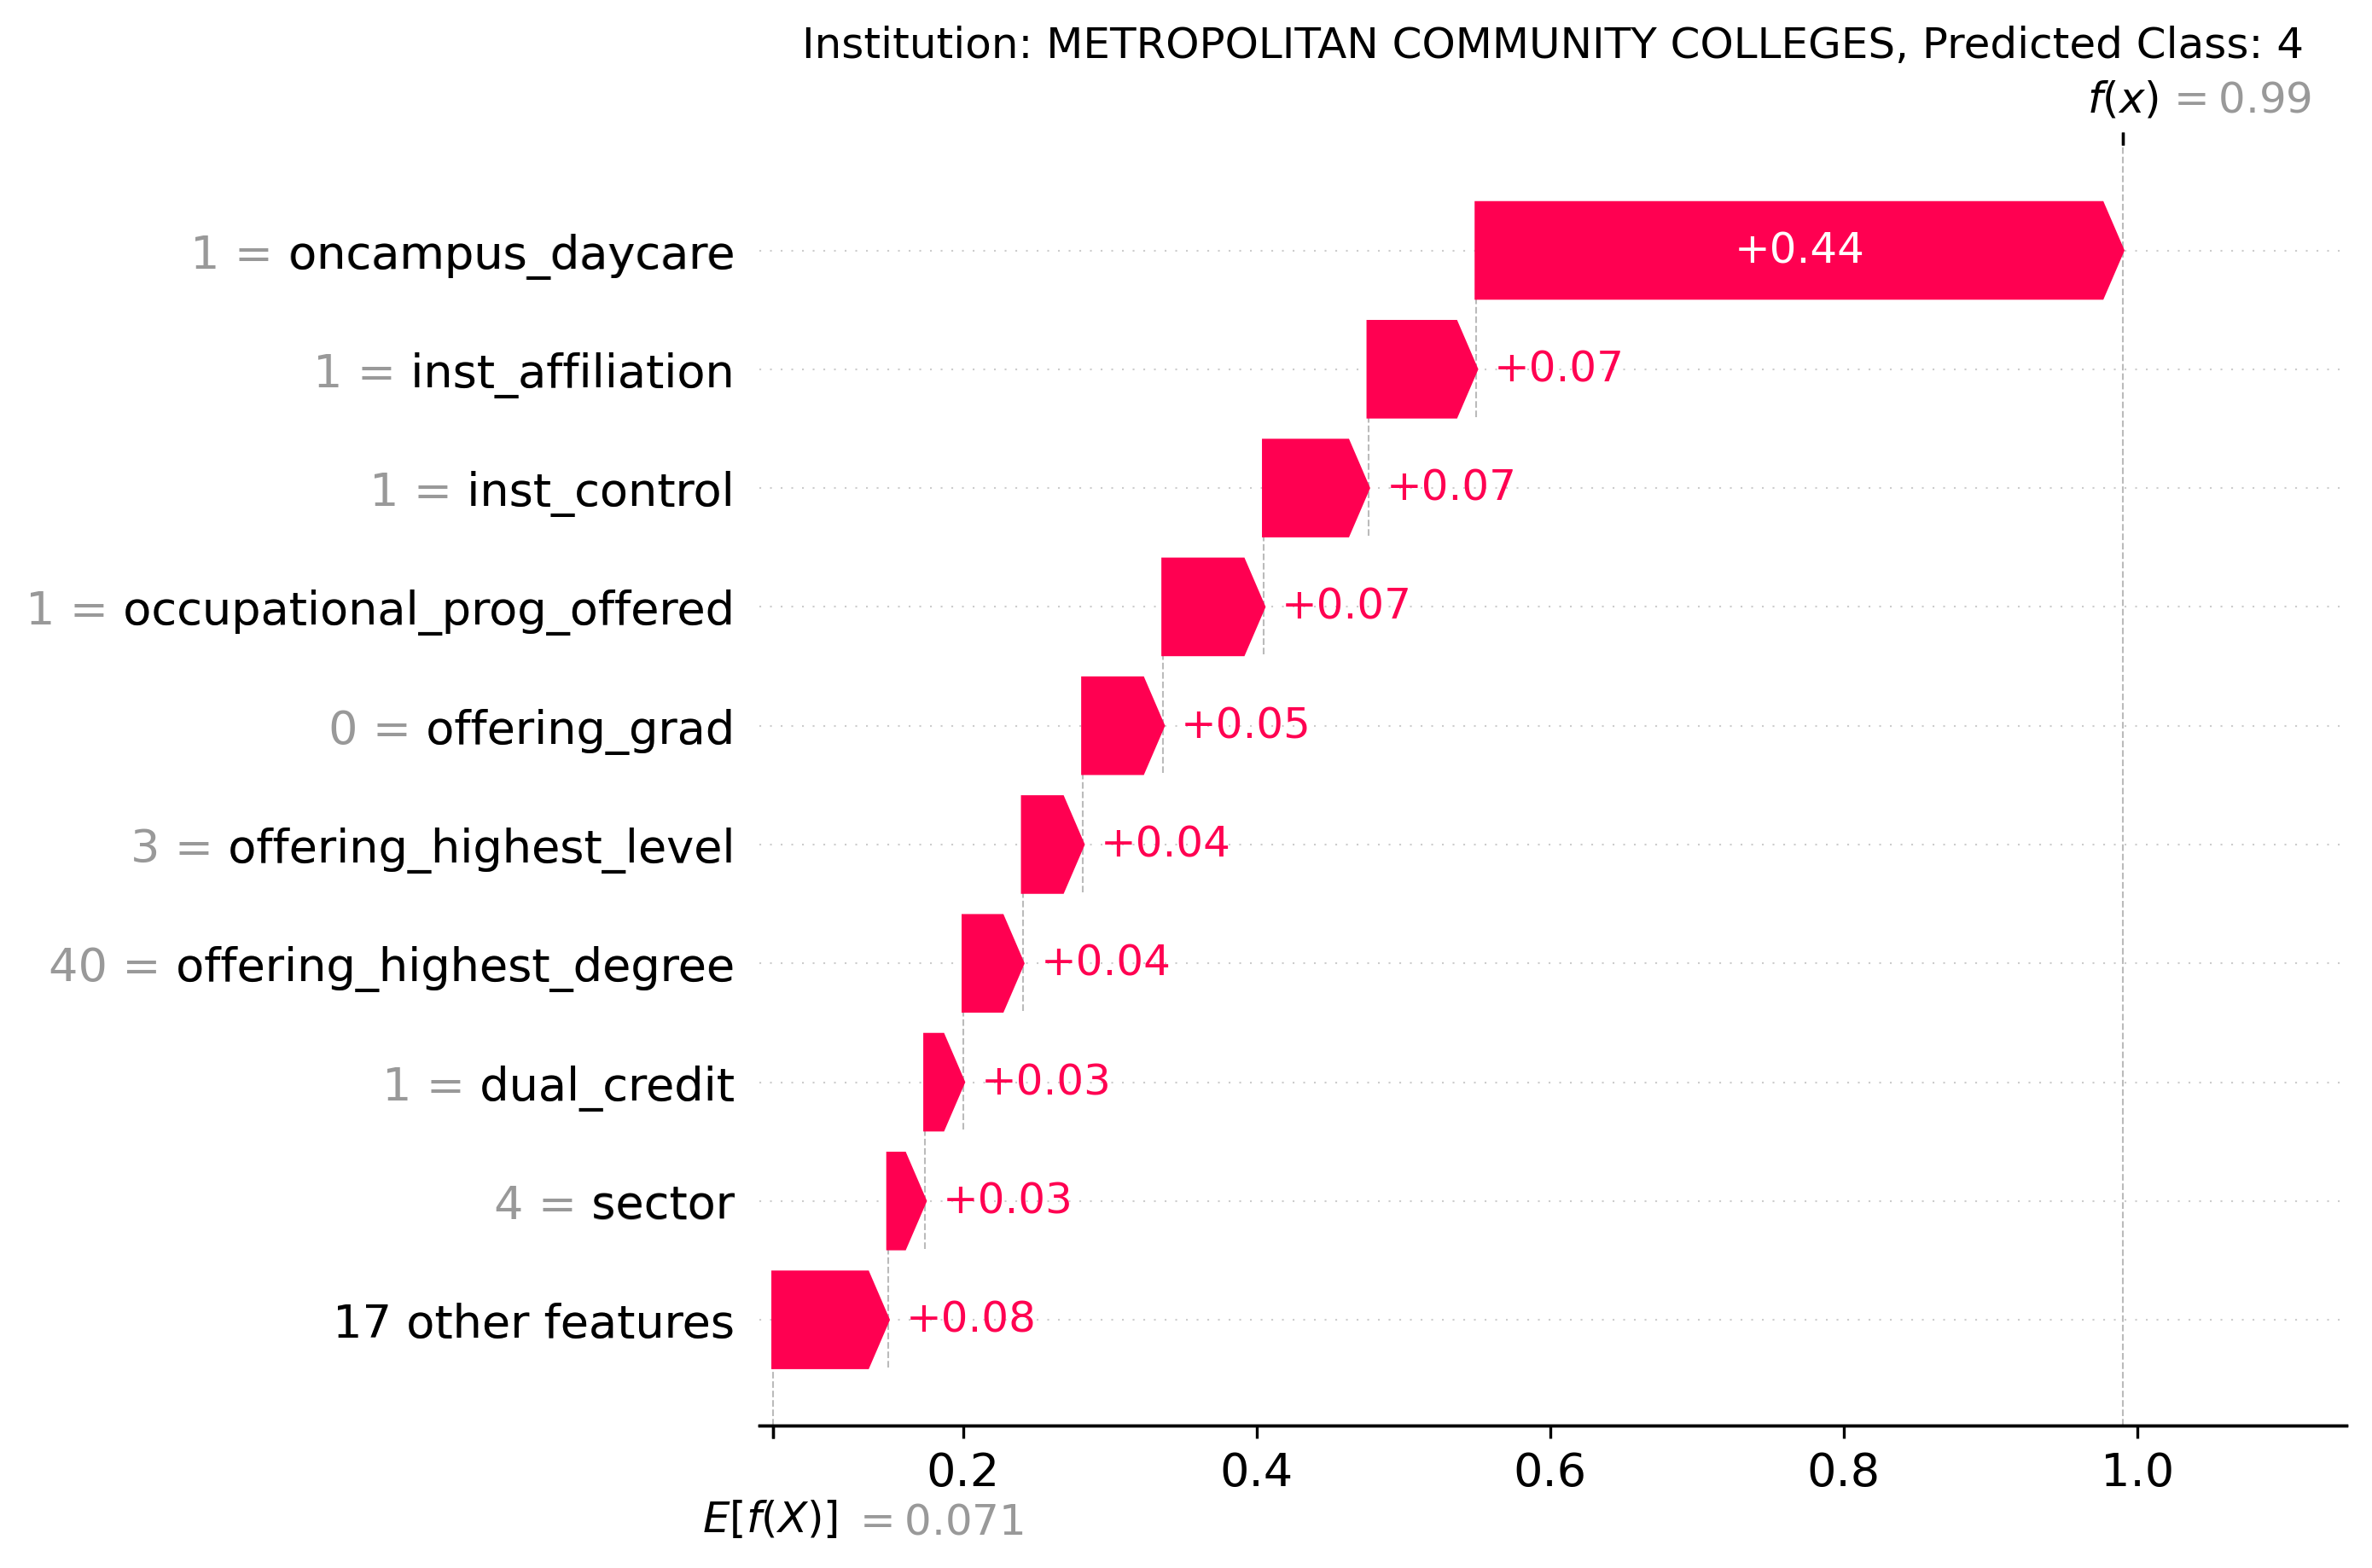 Institution: METROPOLITAN COMMUNITY COLLEGES, Predicted Class: 4
f(x) = 0.99
1 = oncampus_daycare +0.44
1 = inst_affiliation +0.07
1 = inst_control +0.07
1 = occupational_prog_offered +0.07
0 = offering_grad +0.05
3 = offering_highest_level +0.04
40 = offering_highest_degree +0.04
1 = dual_credit +0.03
4 = sector +0.03
17 other features +0.08
0.2 0.4 0.6 0.8 1.0
E[f(X)] = 0.071